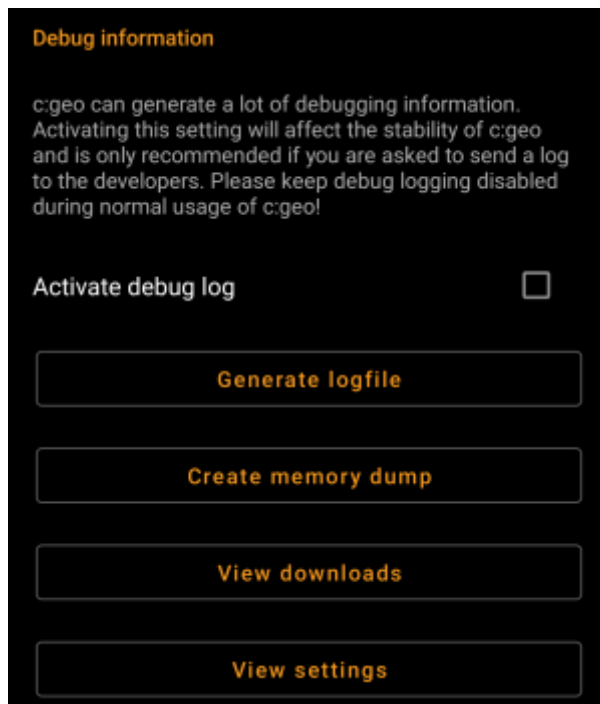 Debug information
c:geo can generate a lot of debugging information.
Activating this setting will affect the stability of c:geo
and is only recommended if you are asked to send a log
to the developers. Please keep debug logging disabled
during normal usage of c:geo!
Activate debug log
Generate logfile
Create memory dump
View downloads
View settings